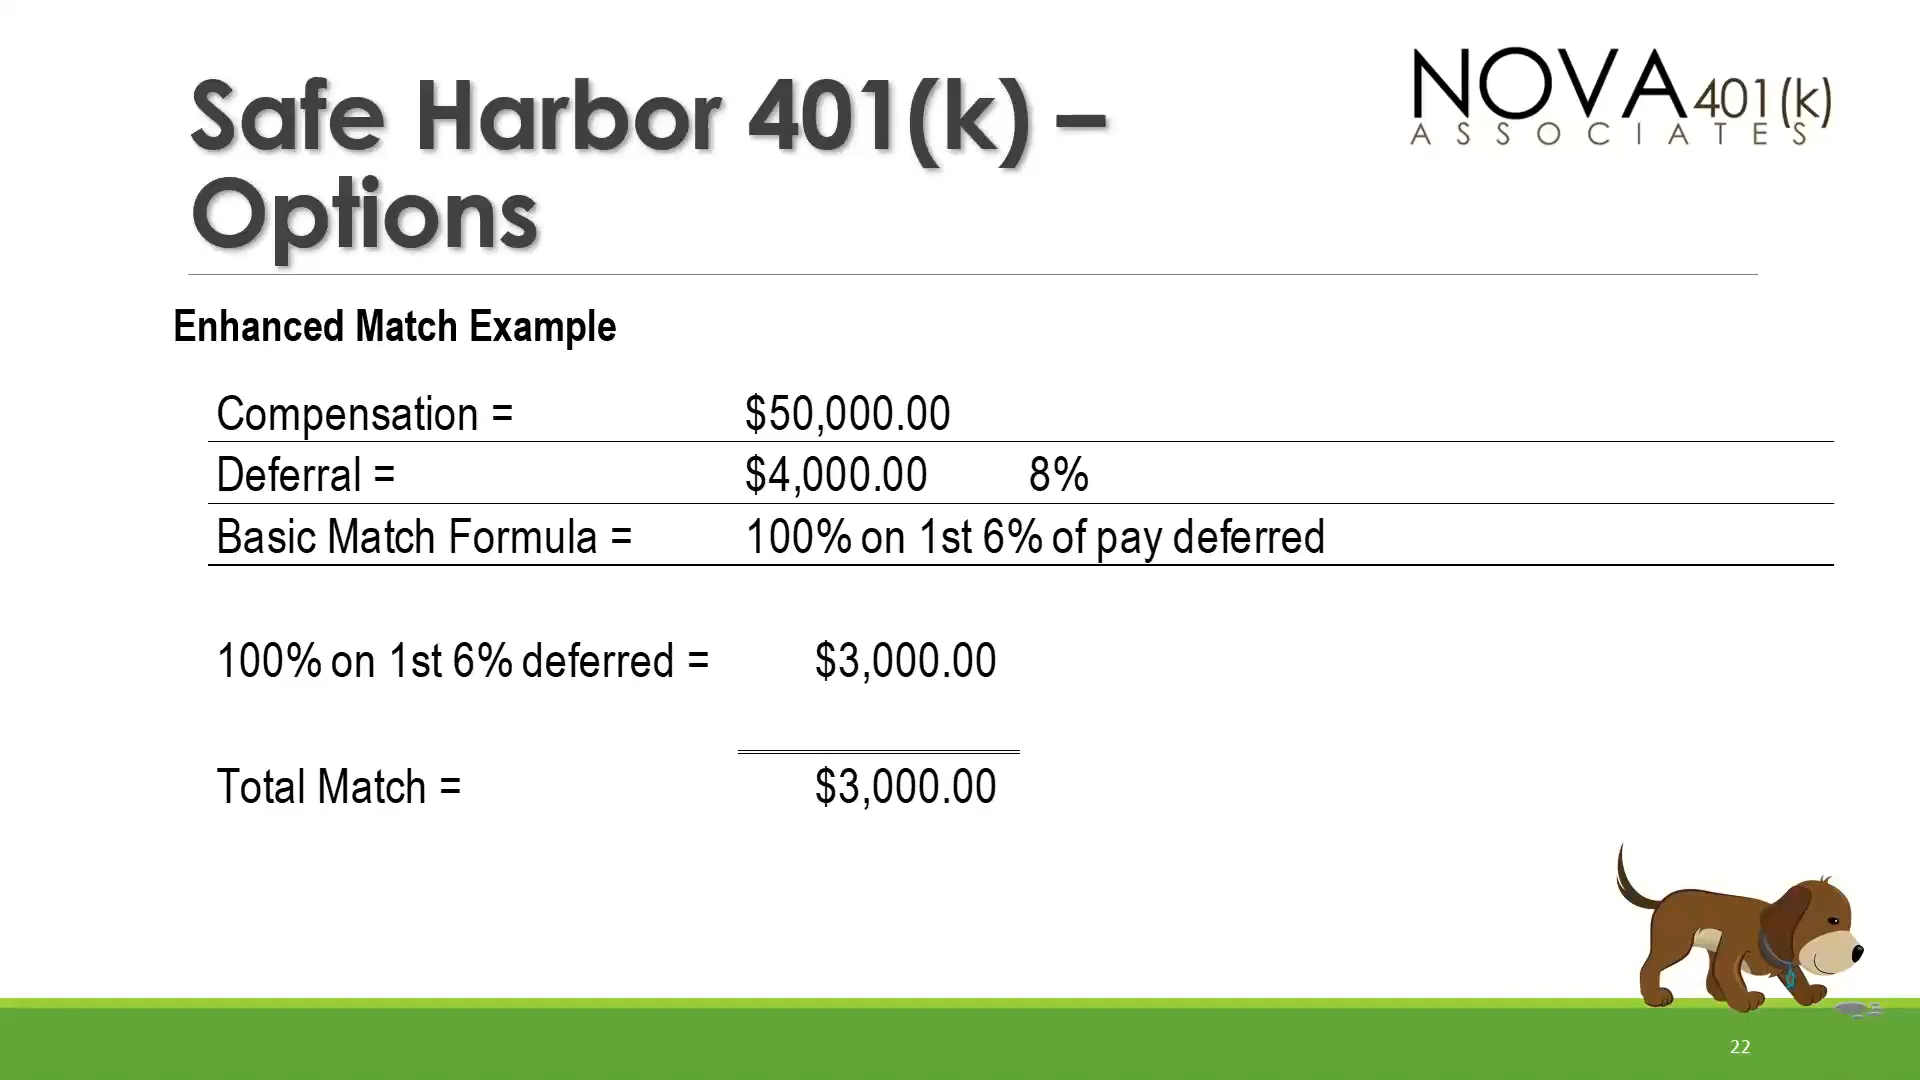 Safe Harbor 401(k) –
Options
NOVA 401(k)
ASSOCIATES
Enhanced Match Example
Compensation = $50,000.00
Deferral = $4,000.00 8%
Basic Match Formula = 100% on 1st 6% of pay deferred
100% on 1st 6% deferred = $3,000.00
Total Match = $3,000.00
22